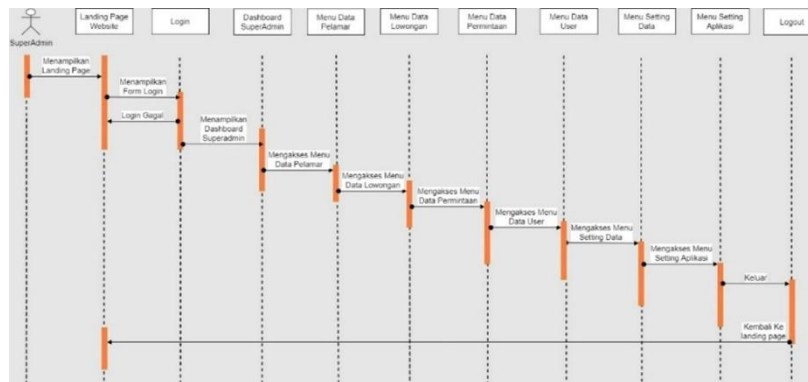 SuperAdmin
Landing Page
Website
Login
Dashboard
SuperAdmin
Menu Data
Pelamar
Menu Data
Lowongan
Menu Data
Permintaan
Menu Data
User
Menu Setting
Data
Menu Setting
Aplikasi
Logout
Menampilkan
Landing Page
Menampilkan
Form Login
Login Gagal
Menampilkan
Dashboard
Superadmin
Mengakses Menu
Data Pelamar
Mengakses Menu
Data Lowongan
Mengakses Menu
Data Permintaan
Mengakses Menu
Data User
Mengakses Menu
Setting Data
Mengakses Menu
Setting Aplikasi
Keluar
Kembali Ke
landing page